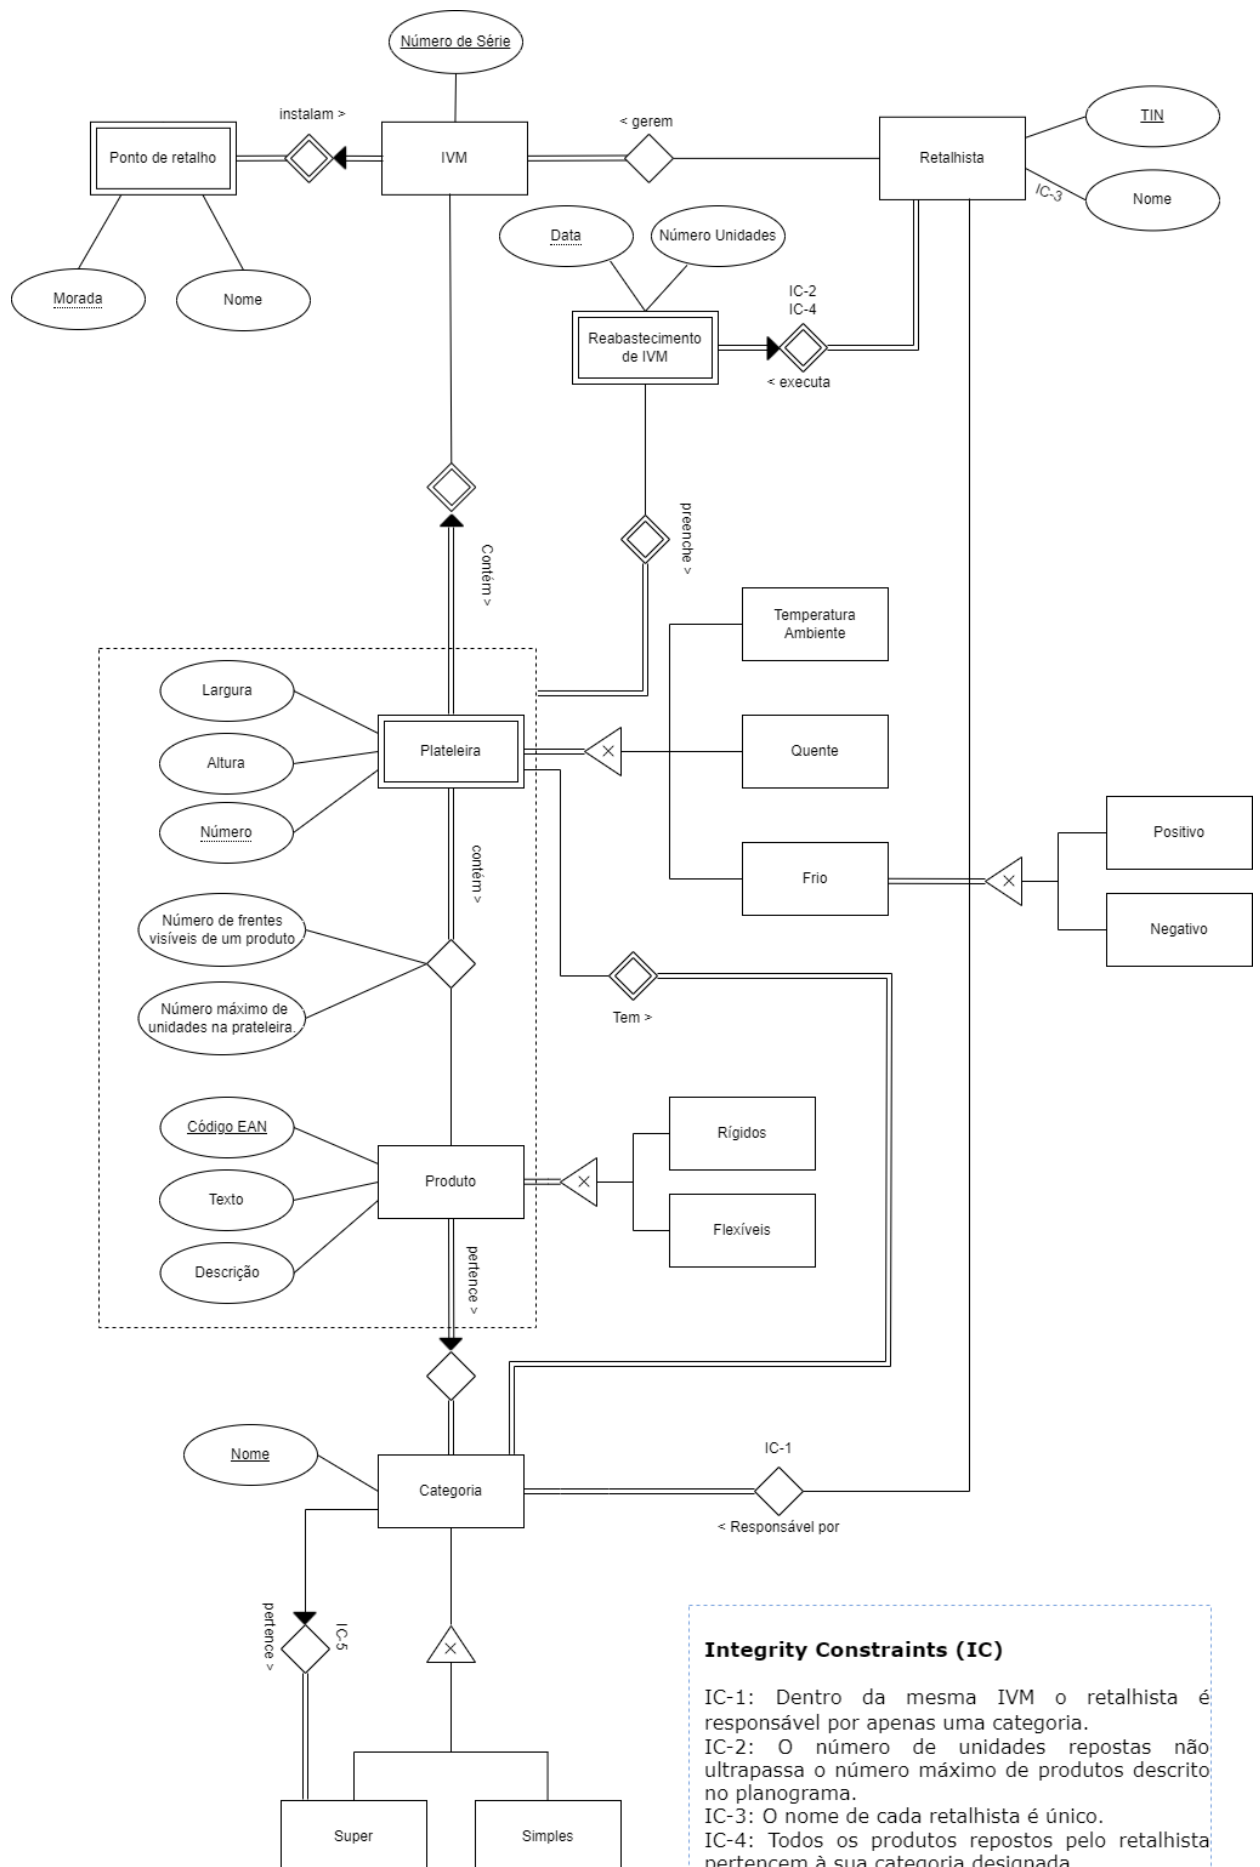 Número de Série
instalam >
< gerem
TIN
Ponto de retalho
IVM
Retalhista
IC-3
Nome
Data
Número Unidades
Morada
Nome
IC-2
IC-4
Reabastecimento
de IVM
< executa
preenche >
Contém >
Temperatura
Ambiente
Largura
Plateleira
Quente
Altura
Número
contém >
Frio
Positivo
Negativo
Número de frentes
visíveis de um produto
Número máximo de
unidades na prateleira.
Tem >
Código EAN
Rígidos
Produto
Texto
Flexíveis
Descrição
pertence >
Nome
IC-1
Categoria
< Responsável por
pertence >
IC-5
Super
Simples
Integrity Constraints (IC)
IC-1: Dentro da mesma IVM o retalhista é
responsável por apenas uma categoria.
IC-2: O número de unidades repostas não
ultrapassa o número máximo de produtos descrito
no planograma.
IC-3: O nome de cada retalhista é único.
IC-4: Todos os produtos repostos pelo retalhista
pertencem à sua categoria designada